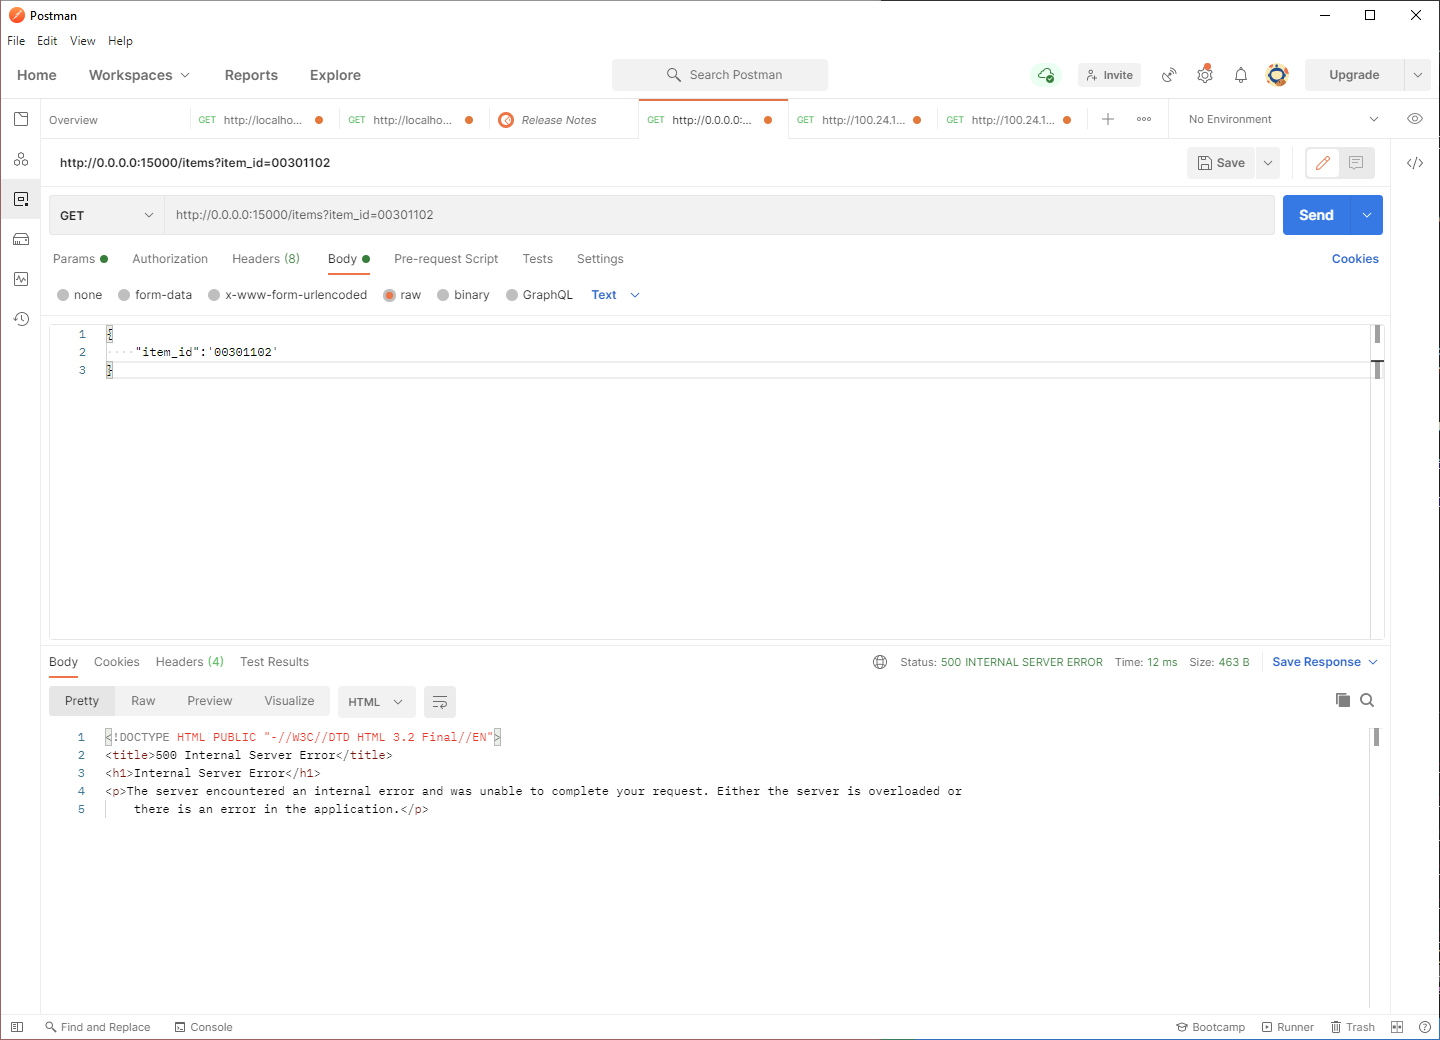 Postman
File Edit View Help
Home Workspaces Reports Explore Search Postman Invite Upgrade
Overview GET http://localho... GET http://localho... Release Notes GET http://0.0.0.0:... GET http://100.24.1... GET http://100.24.1... No Environment
http://0.0.0.0:15000/items?item_id=00301102 Save
GET http://0.0.0.0:15000/items?item_id=00301102 Send
Params Authorization Headers (8) Body Pre-request Script Tests Settings Cookies
none form-data x-www-form-urlencoded raw binary GraphQL Text
1 {
2 "item_id":'00301102'
3 }
Body Cookies Headers (4) Test Results Status: 500 INTERNAL SERVER ERROR Time: 12 ms Size: 463 B Save Response
Pretty Raw Preview Visualize HTML
1 <!DOCTYPE HTML PUBLIC "-//W3C//DTD HTML 3.2 Final//EN">
2 <title>500 Internal Server Error</title>
3 <h1>Internal Server Error</h1>
4 <p>The server encountered an internal error and was unable to complete your request. Either the server is overloaded or
5 there is an error in the application.</p>
Find and Replace Console Bootcamp Runner Trash